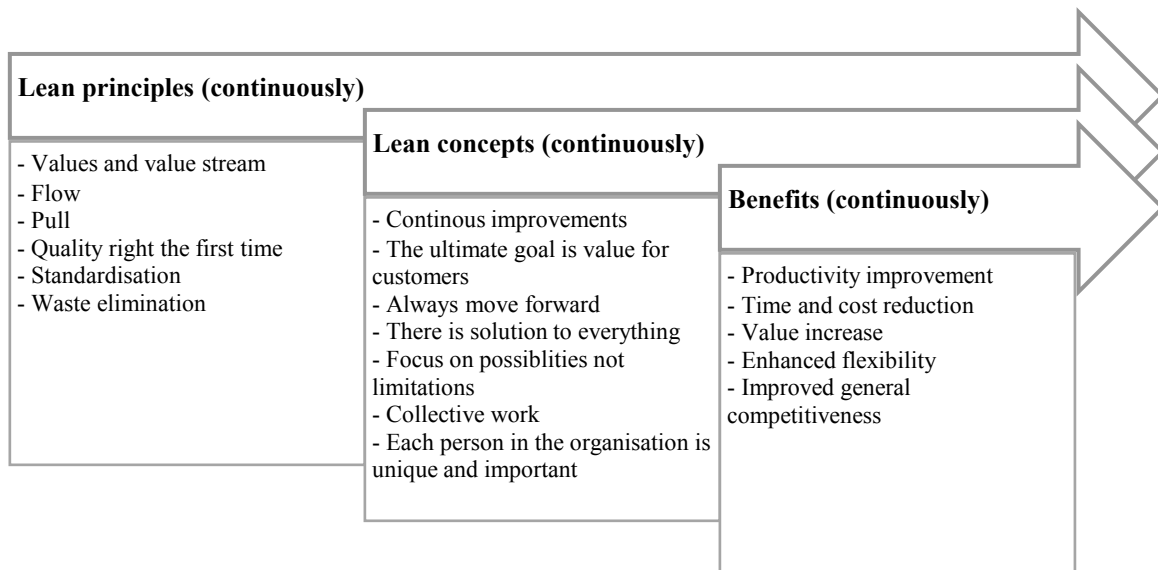 Lean principles (continuously)
- Values and value stream
- Flow
- Pull
- Quality right the first time
- Standardisation
- Waste elimination
Lean concepts (continuously)
- Continous improvements
- The ultimate goal is value for
customers
- Always move forward
- There is solution to everything
- Focus on possiblities not
limitations
- Collective work
- Each person in the organisation is
unique and important
Benefits (continuously)
- Productivity improvement
- Time and cost reduction
- Value increase
- Enhanced flexibility
- Improved general
competitiveness